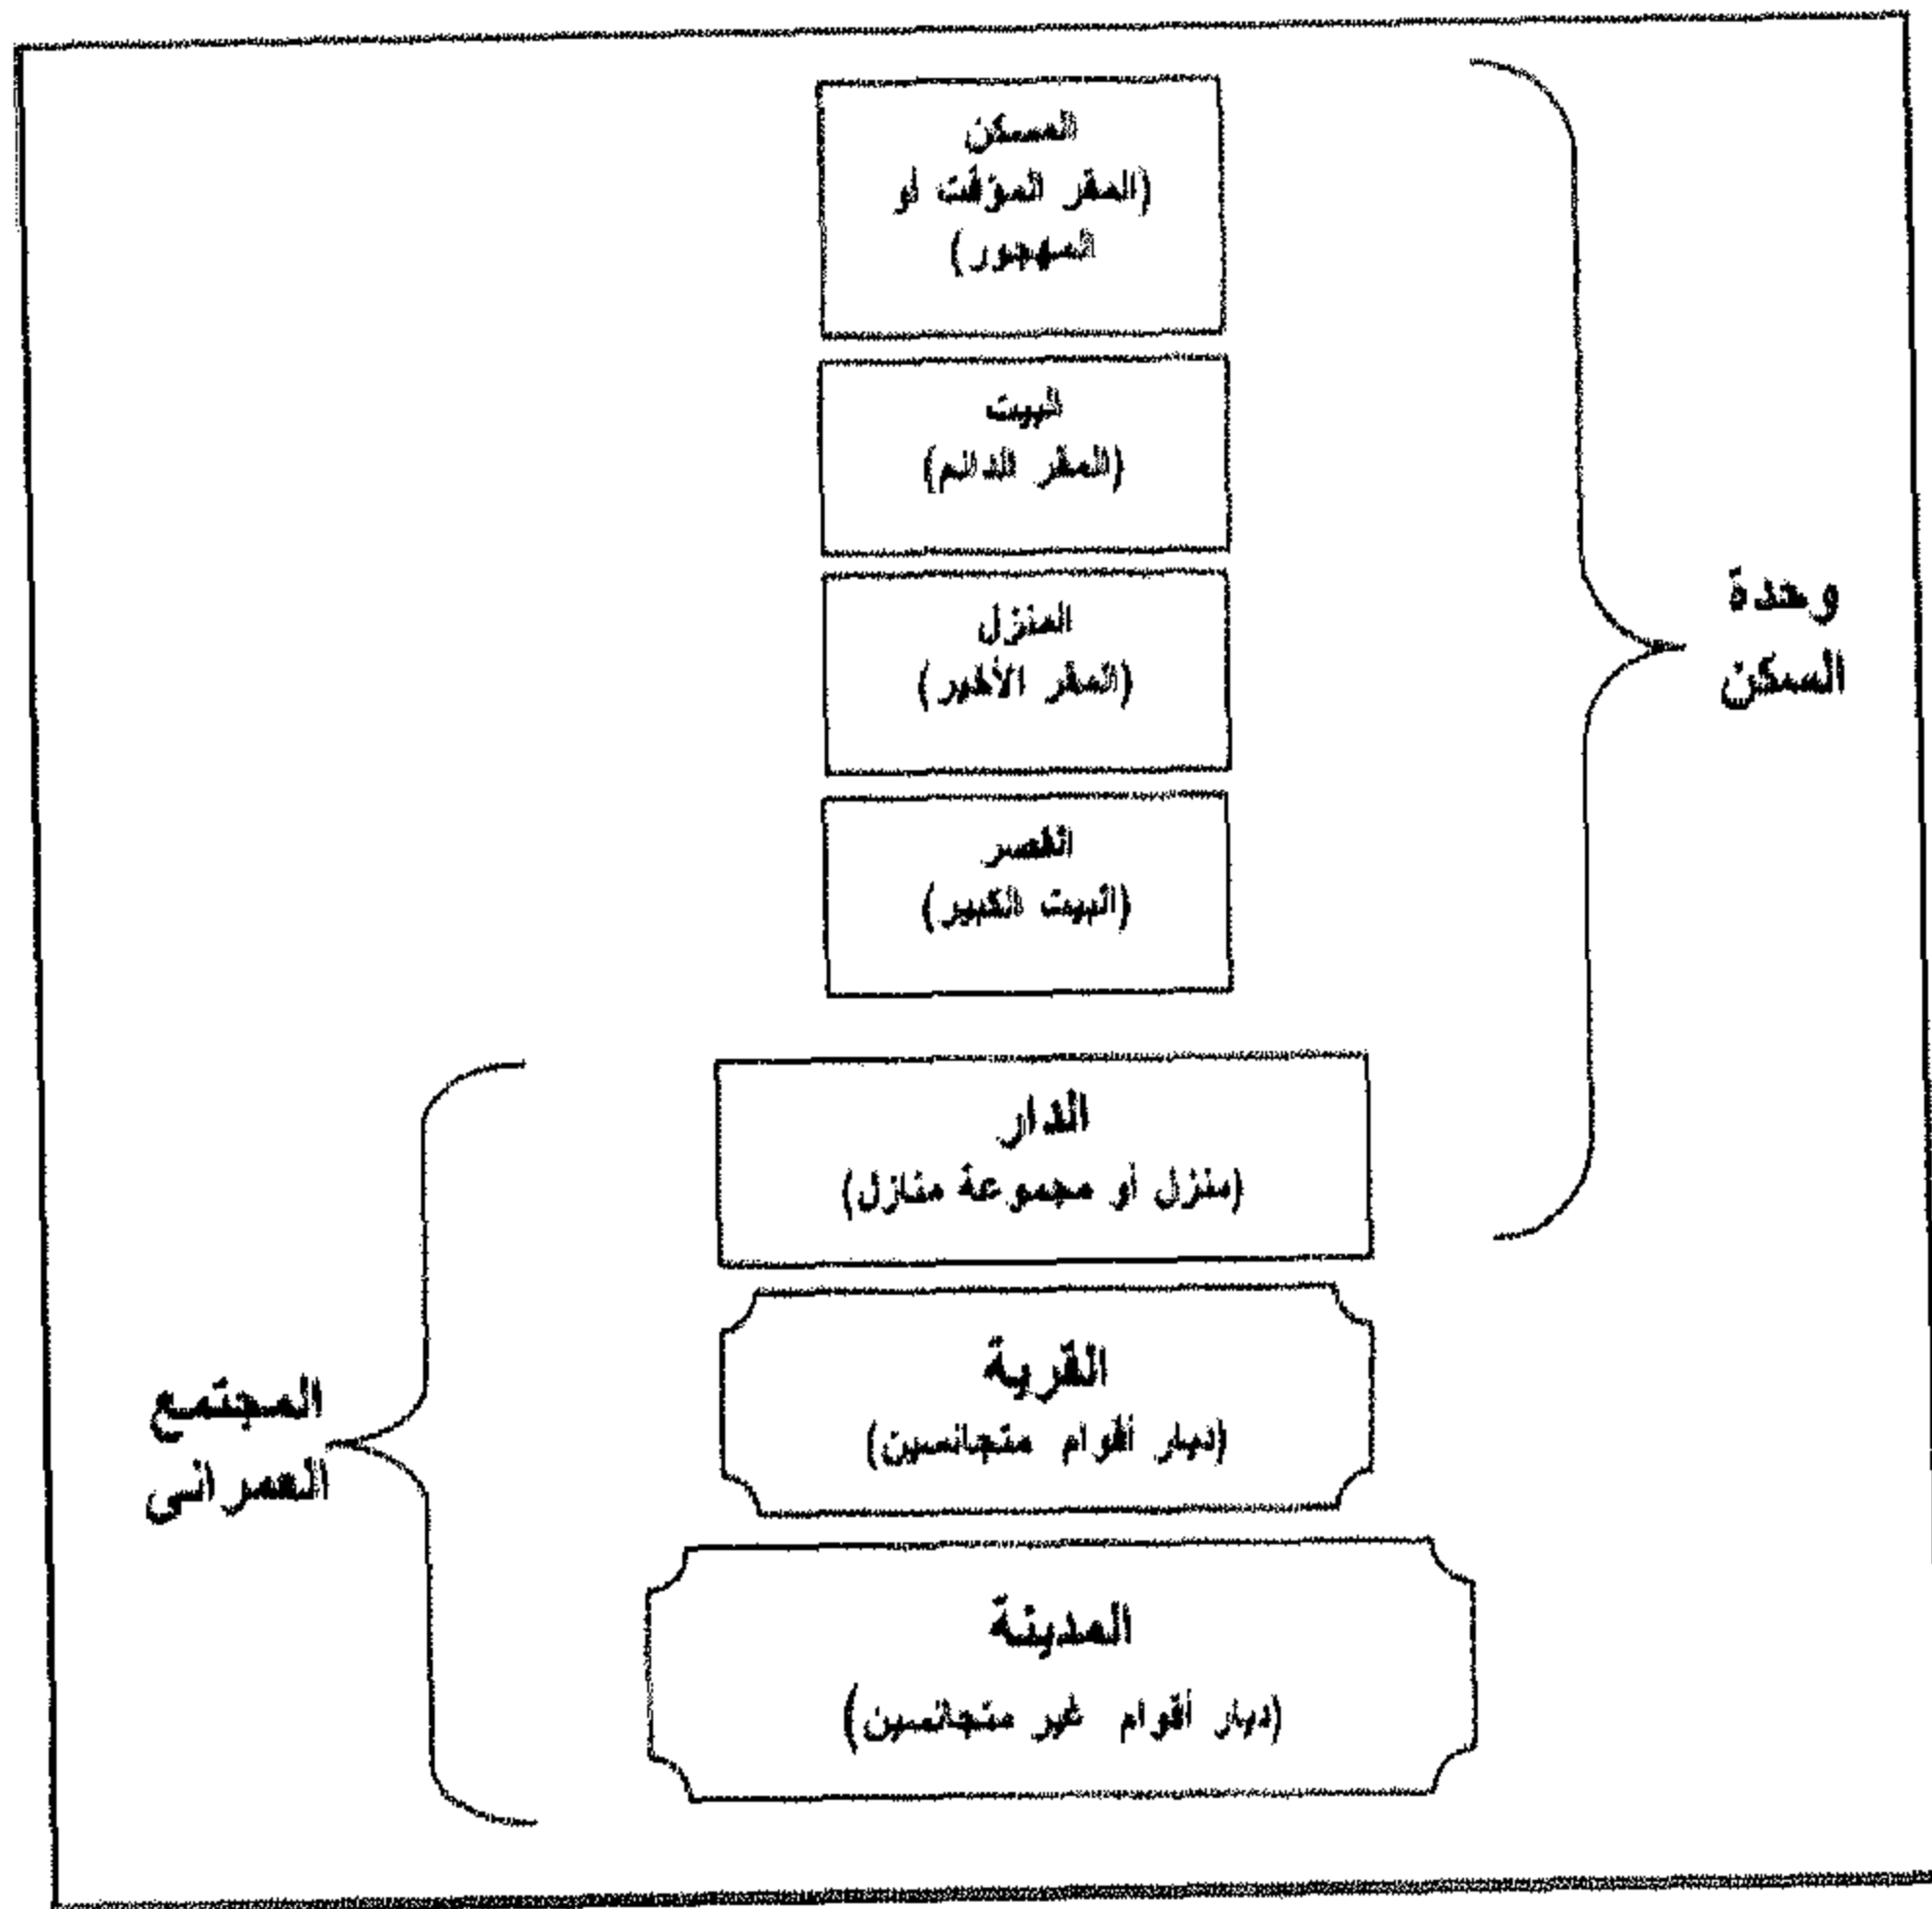 المسكن
(المقر المؤقت أو
المهجور)
البيت
(المقر الدائم)
المنزل
(المقر الأخير)
القصر
(البيت الكبير)
وحدة
السكن
الدار
(منزل أو مجموعة منازل)
القرية
(ديار أقوام متجانسين)
المدينة
(ديار أقوام غير متجانسين)
المجتمع
العمراني